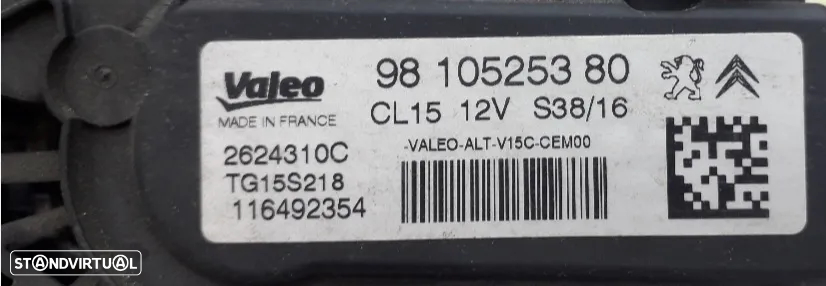 Valeo
MADE IN FRANCE
98 105253 80
CL15 12V S38/16
-VALEO-ALT-V15C-CEM00
2624310C
TG15S218
116492354
STANDVIRTUAL